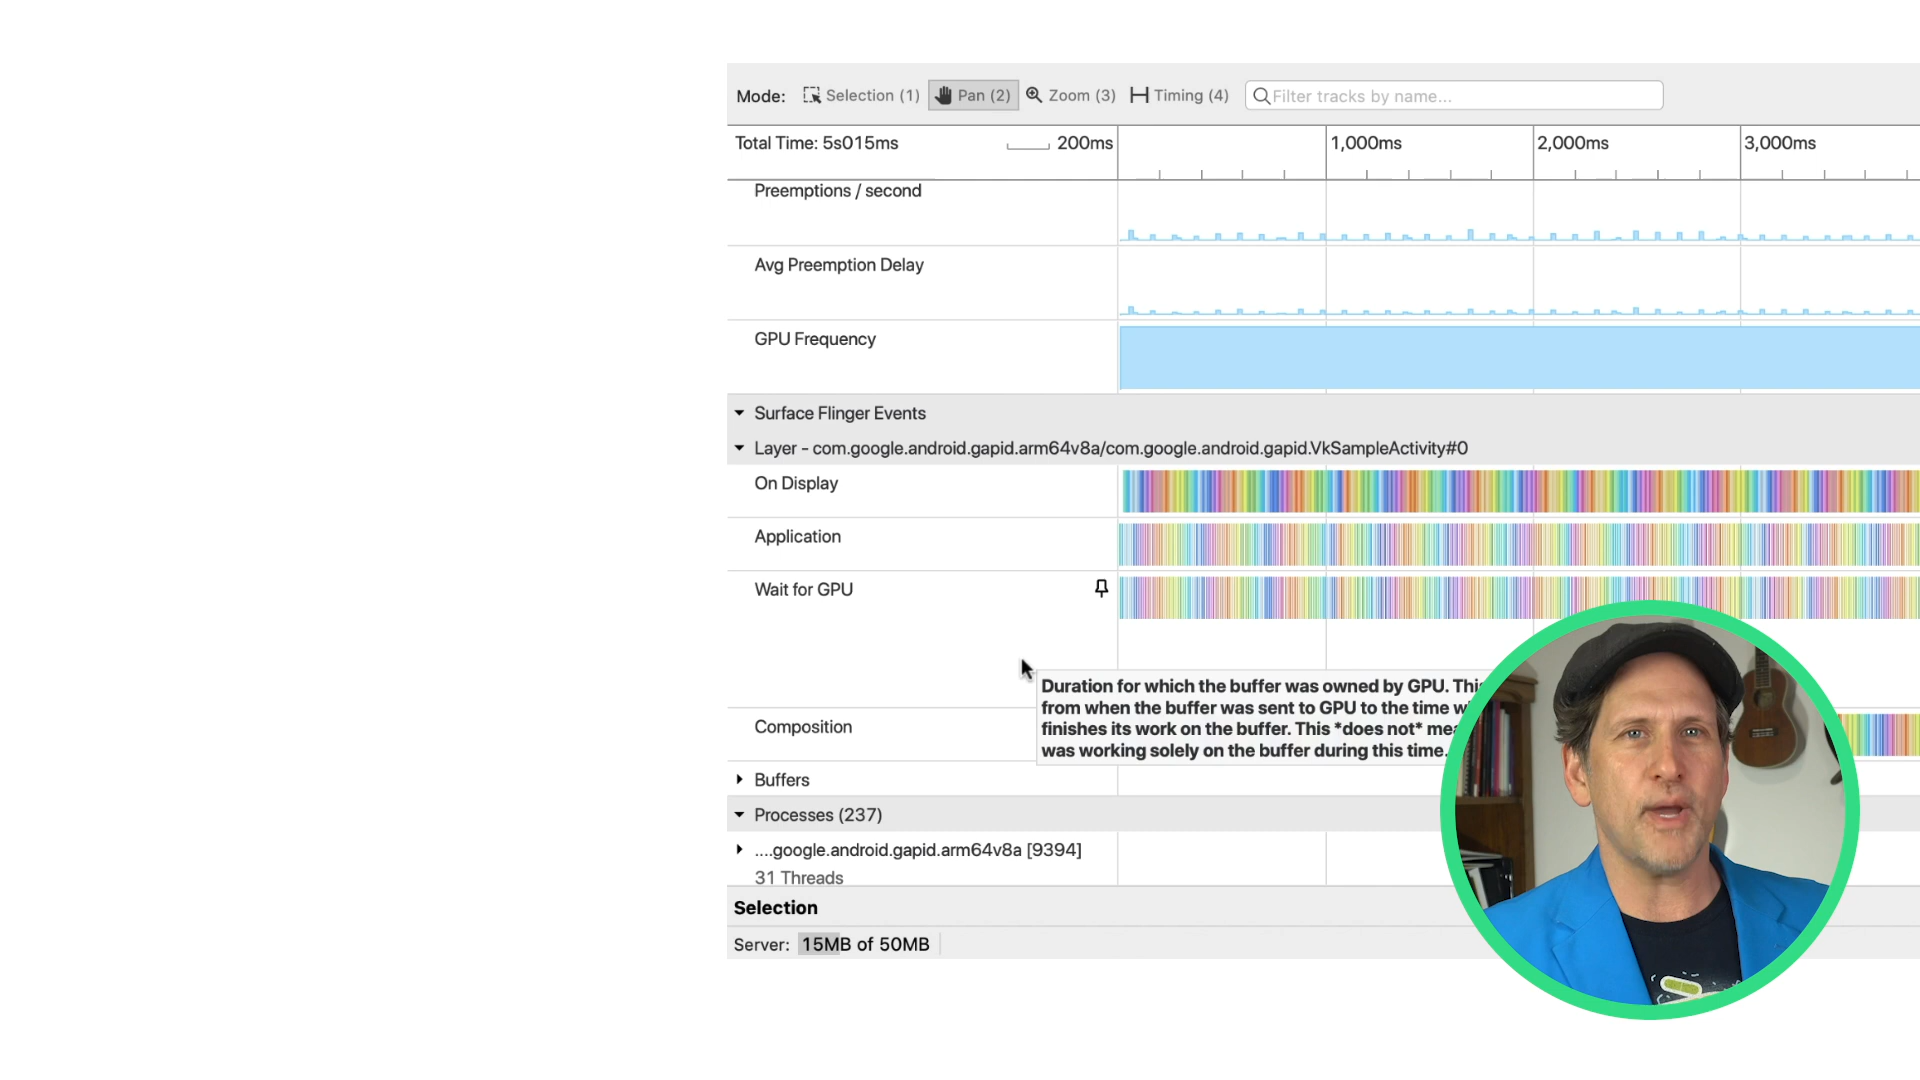 Mode: Selection (1) Pan (2) Zoom (3) Timing (4) Filter tracks by name...
Total Time: 5s015ms 200ms 1,000ms 2,000ms 3,000ms
Preemptions / second
Avg Preemption Delay
GPU Frequency
Surface Flinger Events
Layer - com.google.android.gapid.arm64v8a/com.google.android.gapid.VkSampleActivity#0
On Display
Application
Wait for GPU
Duration for which the buffer was owned by GPU. This
from when the buffer was sent to GPU to the time
finishes its work on the buffer. This *does not*
was working solely on the buffer during this time.
Composition
Buffers
Processes (237)
....google.android.gapid.arm64v8a [9394]
31 Threads
Selection
Server: 15MB of 50MB